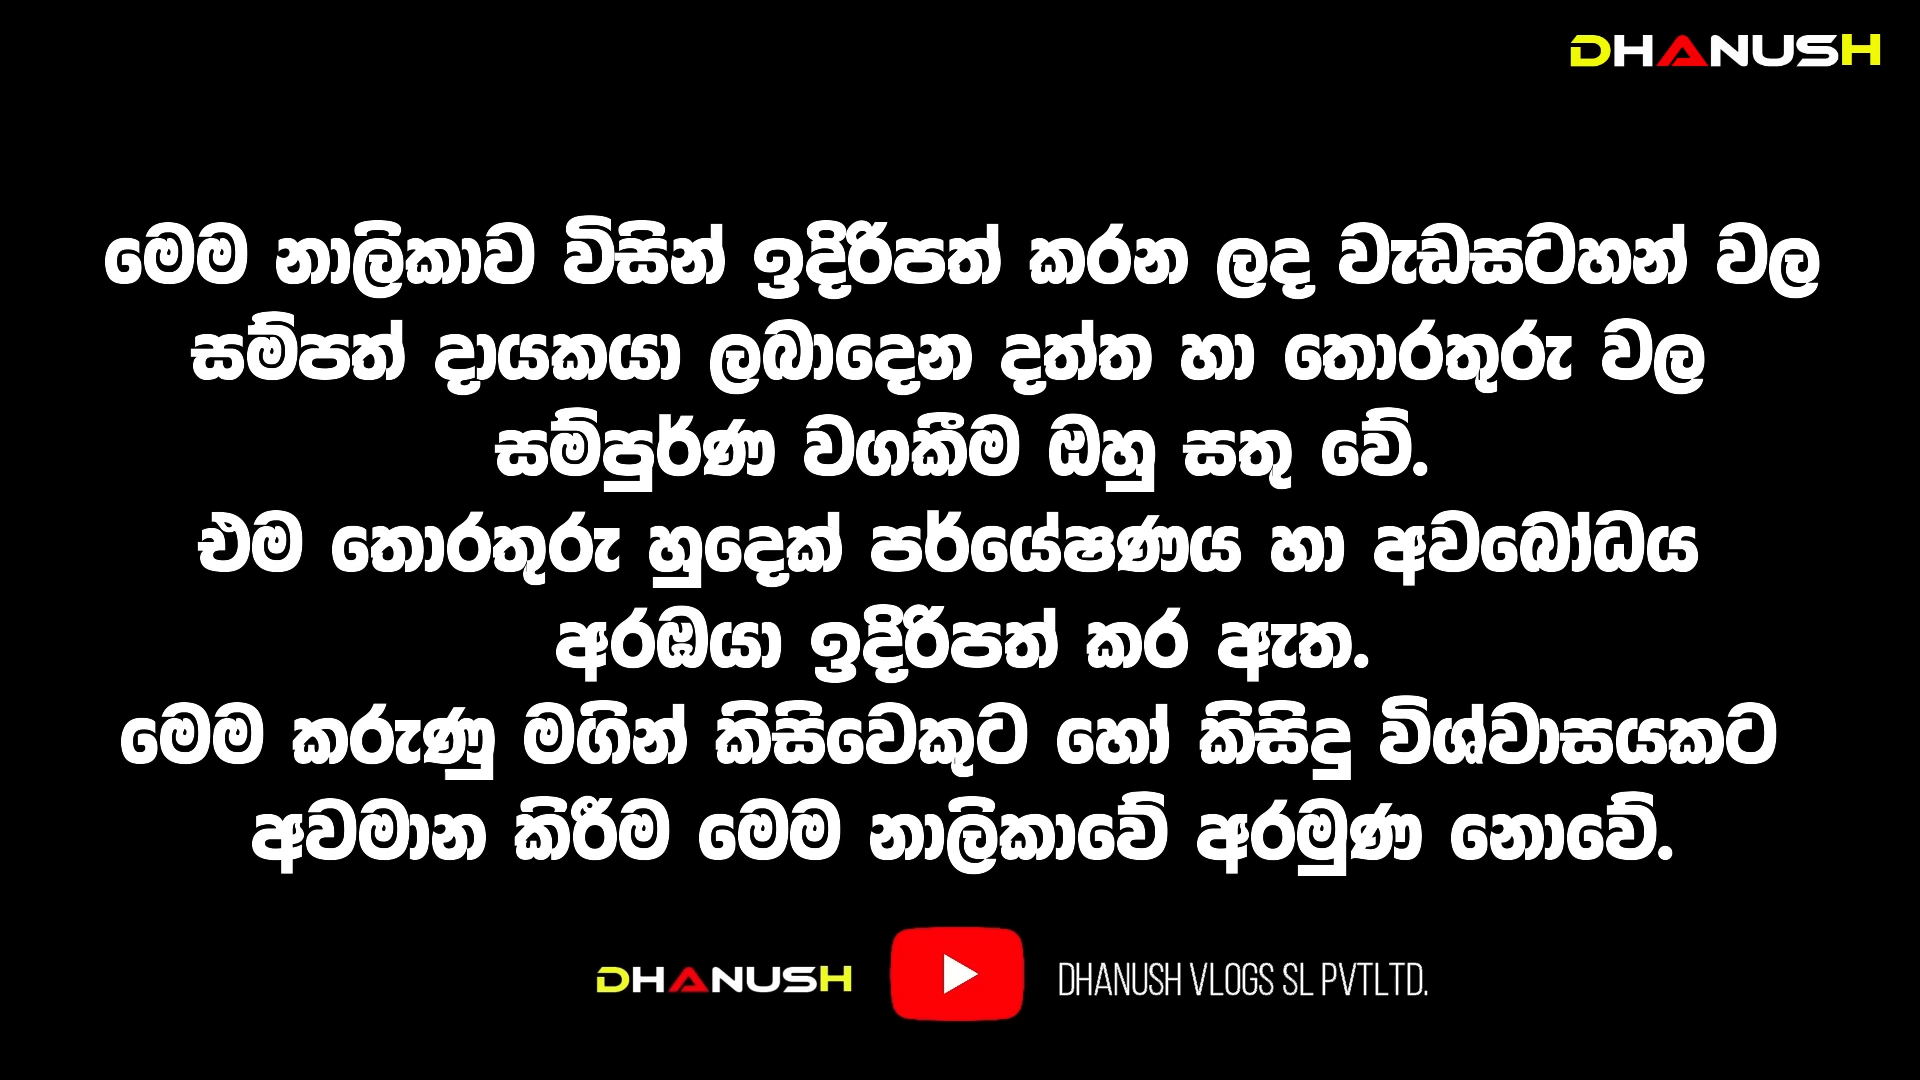 DHANUSH
මෙම නාලිකාව විසින් ඉදිරිපත් කරන ලද වැඩසටහන් වල
සම්පත් දායකයා ලබාදෙන දත්ත හා තොරතුරු වල
සම්පුර්ණ වගකීම ඔහු සතු වේ.
එම තොරතුරු හුදෙක් පර්යේෂණය හා අවබෝධය
අරඹයා ඉදිරිපත් කර ඇත.
මෙම කරුණු මගින් කිසිවෙකුට හෝ කිසිදු විශ්වාසයකට
අවමාන කිරීම මෙම නාලිකාවේ අරමුණ නොවේ.
DHANUSH DHANUSH VLOGS SL PVTLTD.